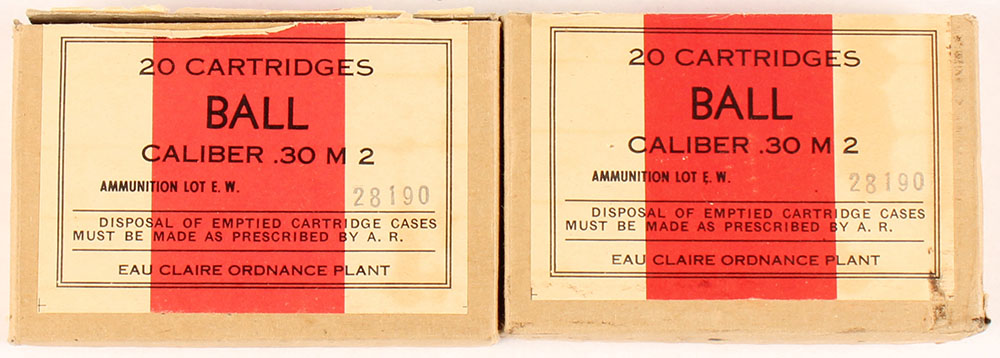 20 CARTRIDGES
BALL
CALIBER .30 M 2
AMMUNITION LOT E. W. 28190
DISPOSAL OF EMPTIED CARTRIDGE CASES
MUST BE MADE AS PRESCRIBED BY A. R.
EAU CLAIRE ORDNANCE PLANT
20 CARTRIDGES
BALL
CALIBER .30 M 2
AMMUNITION LOT E. W. 28190
DISPOSAL OF EMPTIED CARTRIDGE CASES
MUST BE MADE AS PRESCRIBED BY A. R.
EAU CLAIRE ORDNANCE PLANT